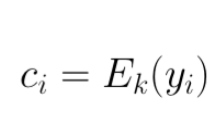 c_i = E_k(y_i)